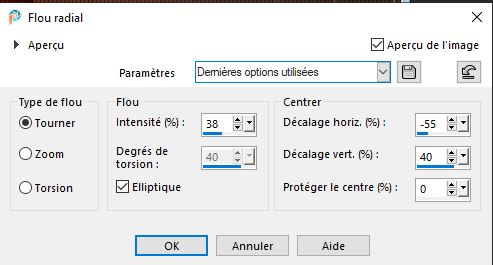 Flou radial
Aperçu
Aperçu de l'image
Paramètres
Dernières options utilisées
Type de flou
Tourner
Zoom
Torsion
Flou
Intensité (%) :
38
Degrés de
torsion :
40
Elliptique
Centrer
Décalage horiz. (%) :
-55
Décalage vert. (%) :
40
Protéger le centre (%) :
0
OK
Annuler
Aide